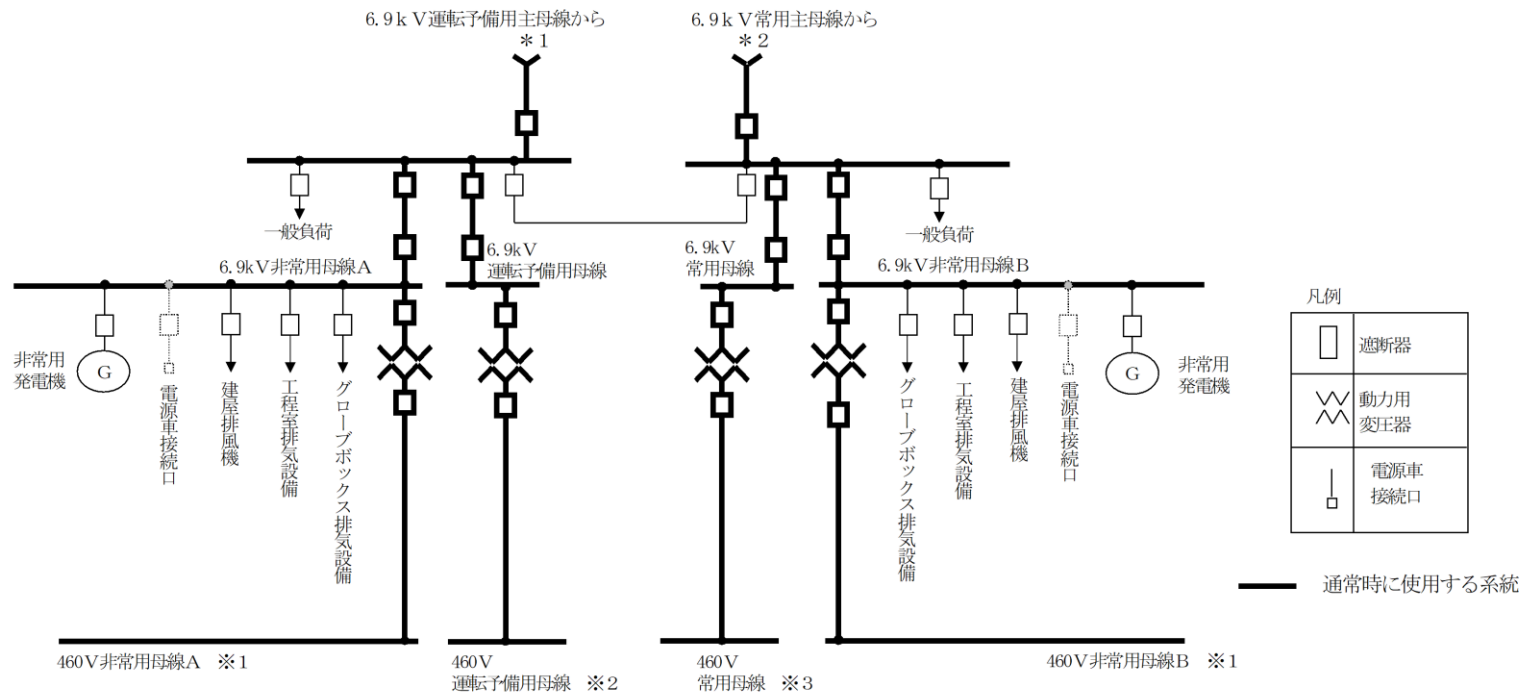 6.9ｋＶ運転予備用主母線から
＊１
6.9ｋＶ常用主母線から
＊２
一般負荷
一般負荷
6.9kV
運転予備用母線
6.9kV
常用母線
6.9kV非常用母線A
6.9kV非常用母線B
非常用
発電機
G
電源車接続口
建屋排風機
工程室排気設備
グローブボックス排気設備
グローブボックス排気設備
工程室排気設備
建屋排風機
電源車接続口
G
非常用
発電機
凡例
遮断器
動力用
変圧器
電源車
接続口
通常時に使用する系統
460Ｖ非常用母線A　※１
460Ｖ
運転予備用母線　※２
460Ｖ
常用母線　※３
460Ｖ非常用母線B　※１